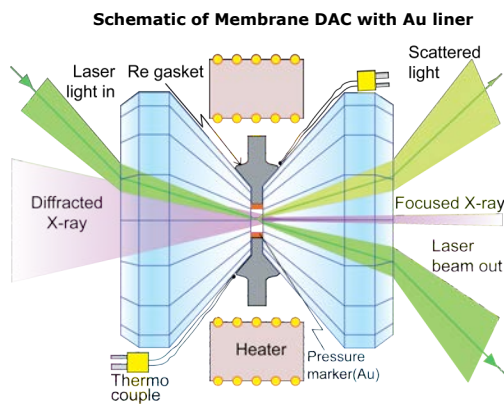 Schematic of Membrane DAC with Au liner
Laser
light in
Re gasket
Scattered
light
Diffracted
X-ray
Focused X-ray
Laser
beam out
Heater
Pressure
marker(Au)
Thermo
couple